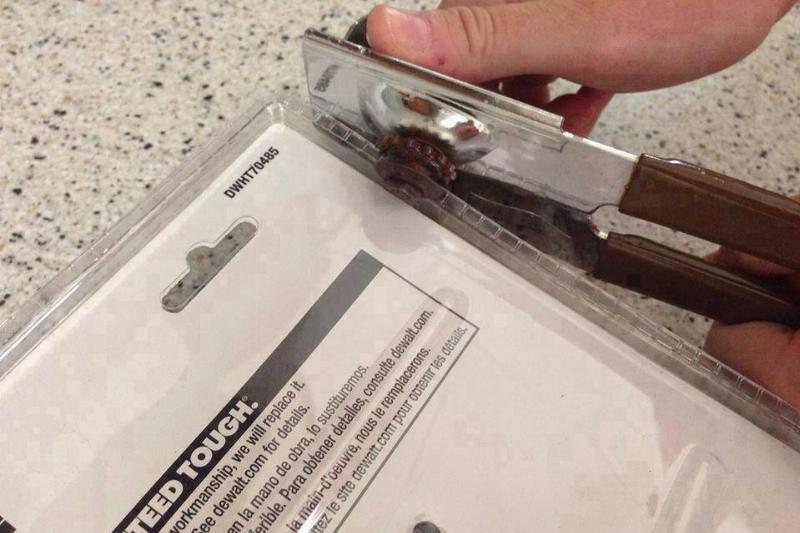 DWHT70485
TEED TOUGH.
workmanship, we will replace it.
See dewalt.com for details.
en la mano de obra, lo sustituiremos.
Para obtener detalles, consulte dewalt.com.
la main-d'oeuvre, nous le remplacerons.
le site dewalt.com pour obtenir les détails.